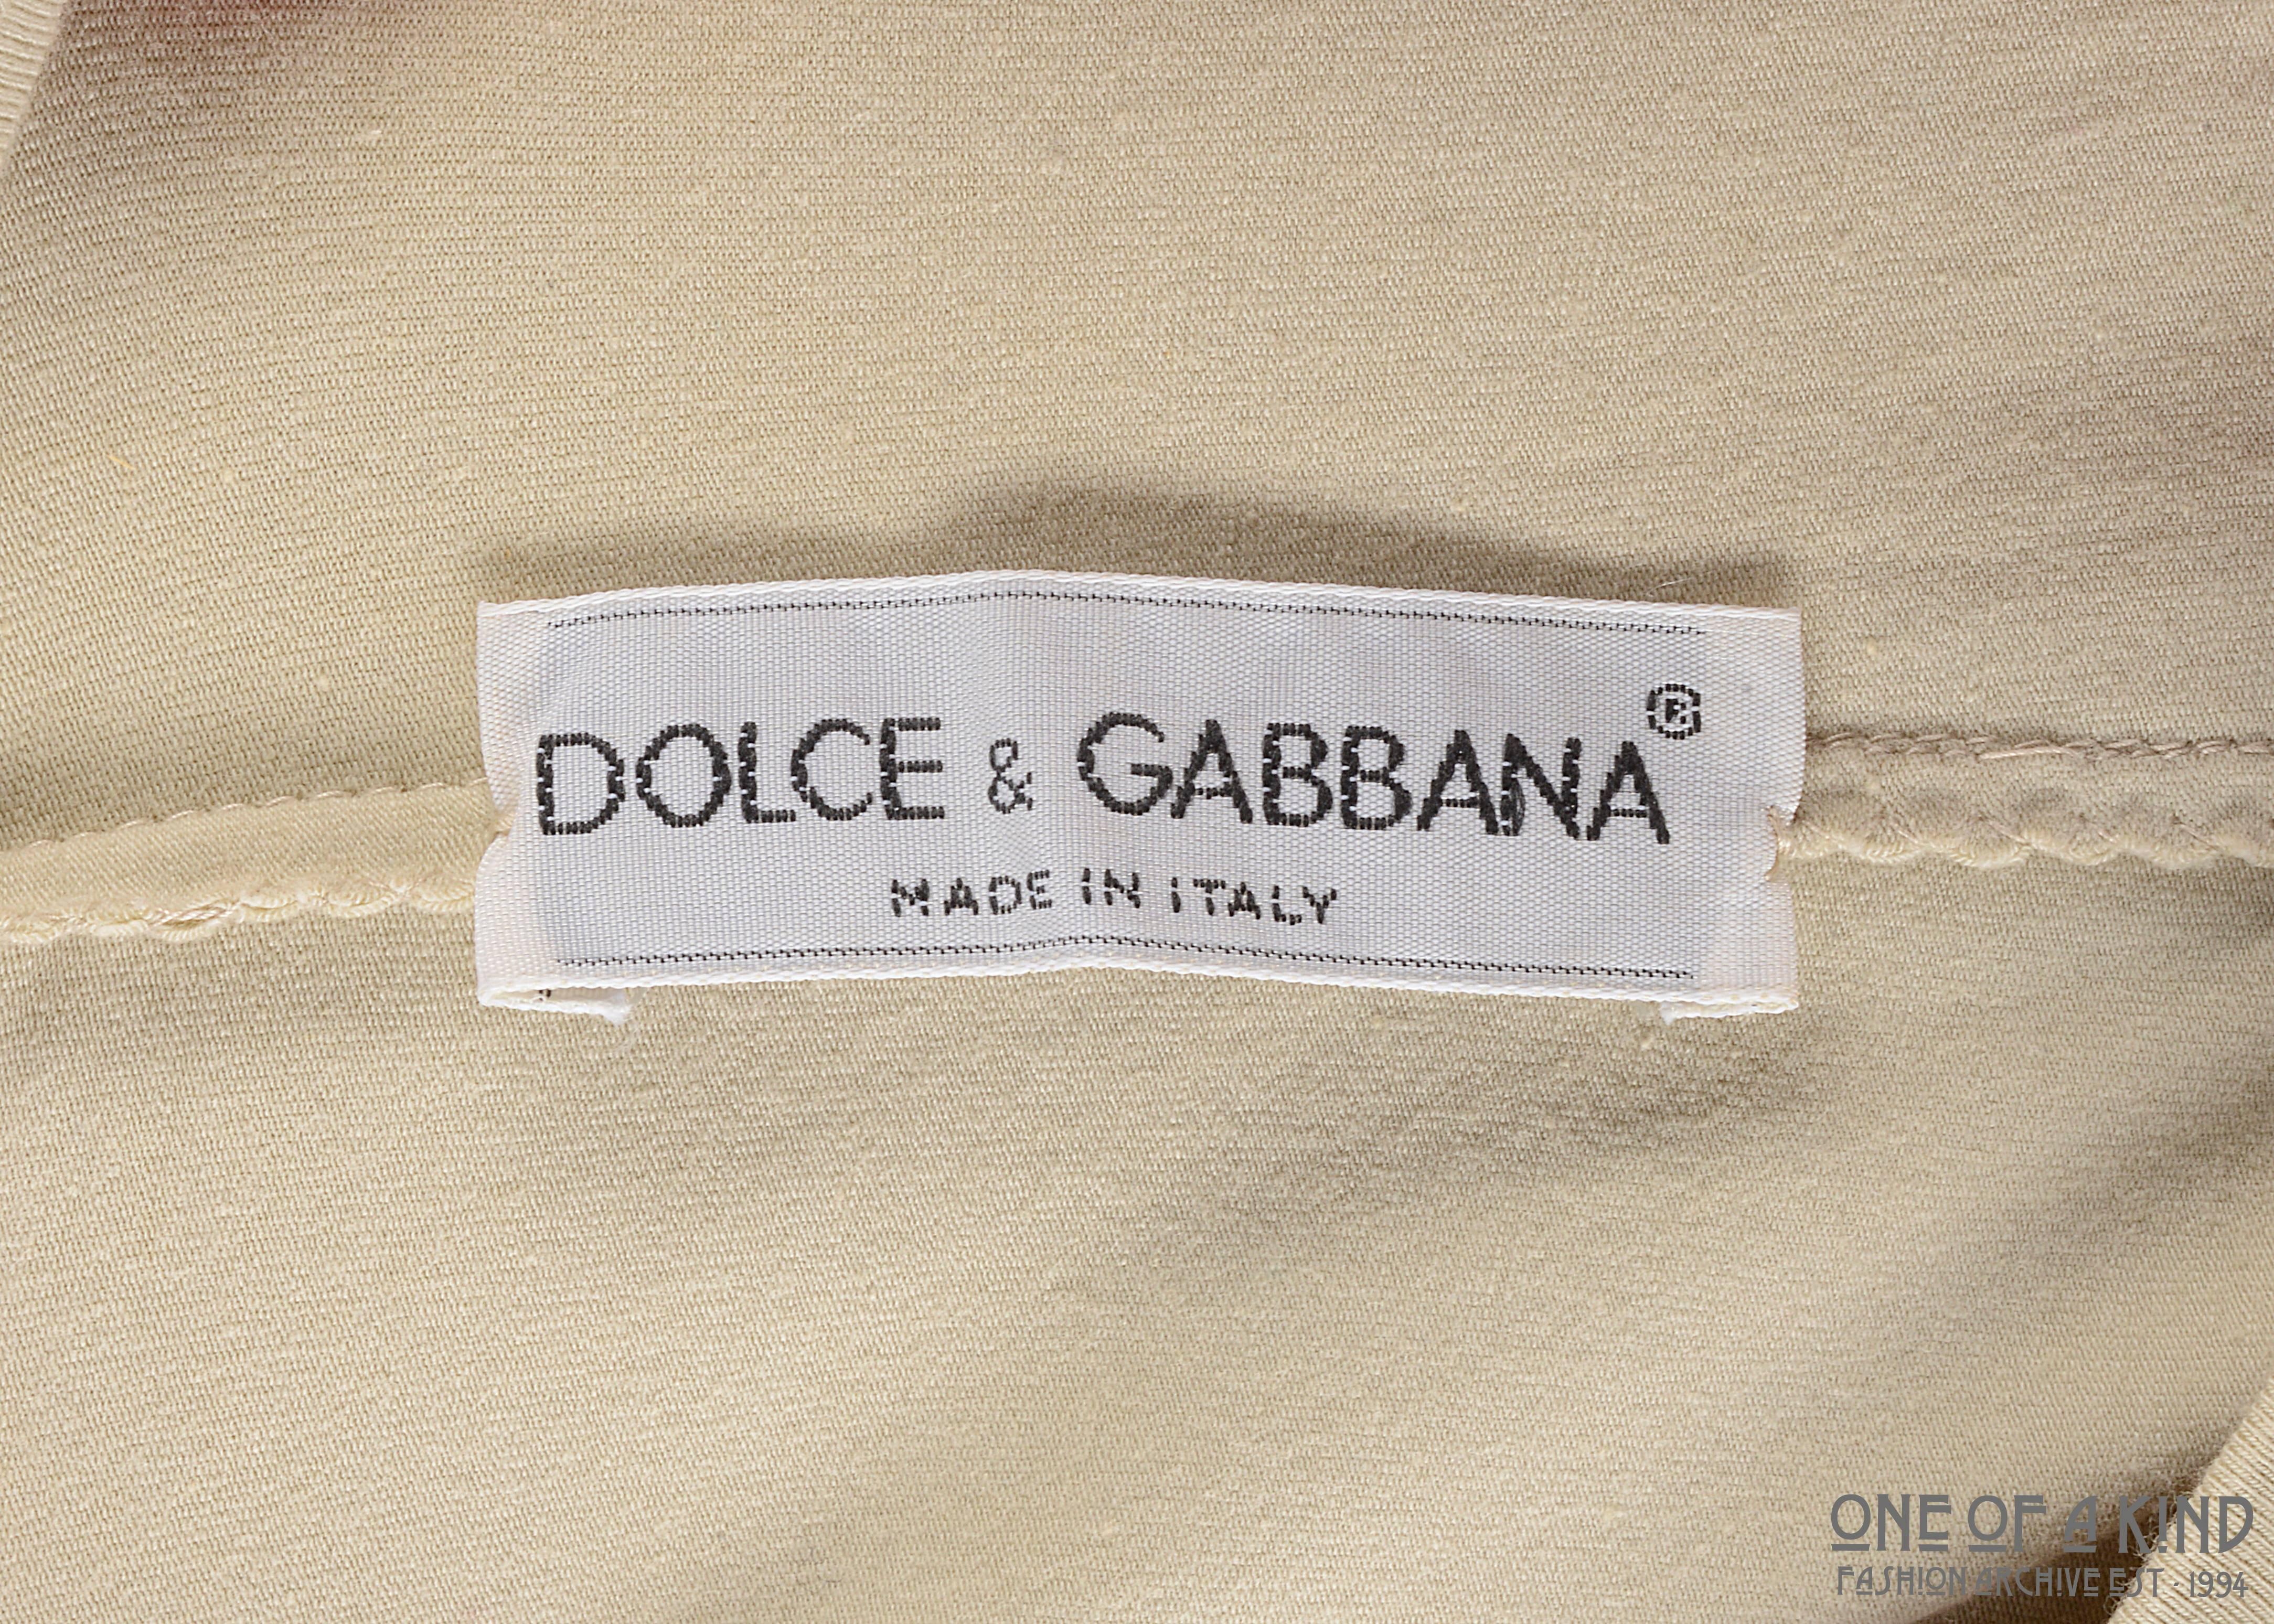 DOLCE & GABBANA®
MADE IN ITALY
ONE OF A KIND
FASHION ARCHIVE EST · 1994